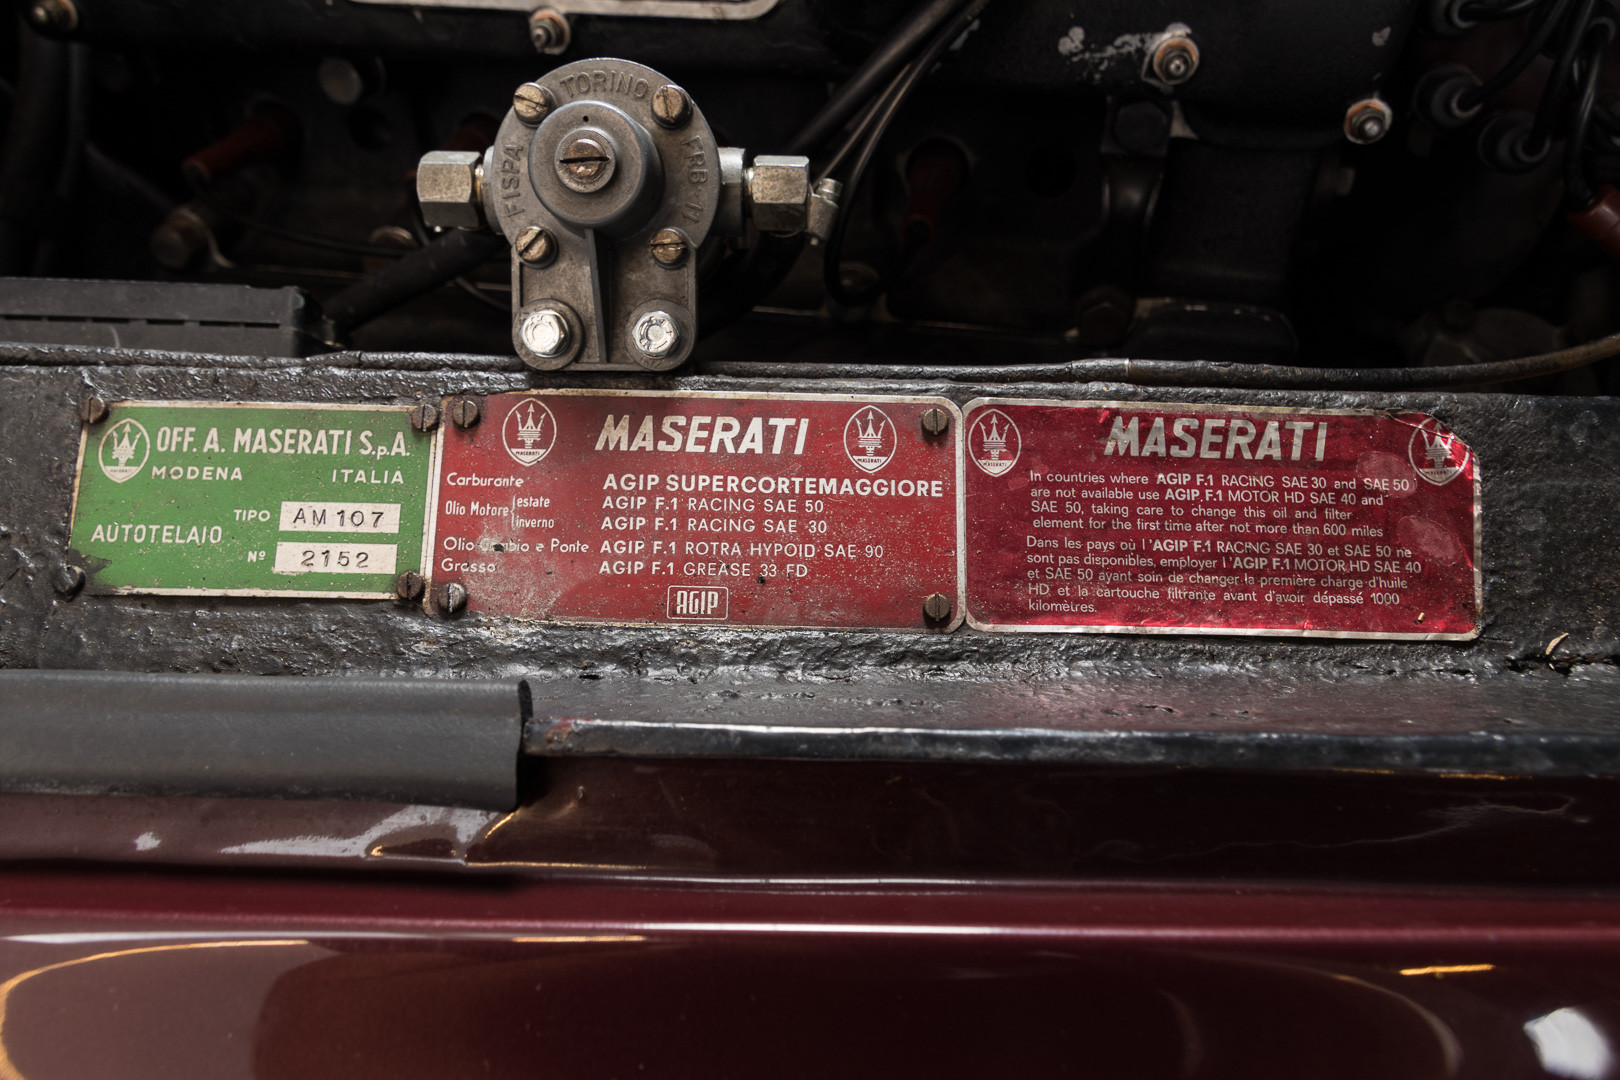 TORINO
FISPA
FRB-11
OFF. A. MASERATI S.p.A.
MODENA ITALIA
AUTOTELAIO
TIPO AM107
Nº 2152
MASERATI
MASERATI
MASERATI
Carburante AGIP SUPERCORTEMAGGIORE
Olio Motore estate AGIP F.1 RACING SAE 50
inverno AGIP F.1 RACING SAE 30
Olio Cambio e Ponte AGIP F.1 ROTRA HYPOID SAE 90
Grasso AGIP F.1 GREASE 33 FD
AGIP
MASERATI
MASERATI
MASERATI
In countries where AGIP F.1 RACING SAE 30 and SAE 50
are not available use AGIP F.1 MOTOR HD SAE 40 and
SAE 50, taking care to change this oil and filter
element for the first time after not more than 600 miles
Dans les pays où l'AGIP F.1 RACING SAE 30 et SAE 50 ne
sont pas disponibles, employer l'AGIP F.1 MOTOR HD SAE 40
et SAE 50 ayant soin de changer la première charge d'huile
HD et la cartouche filtrante avant d'avoir dépassé 1000
kilomètres.